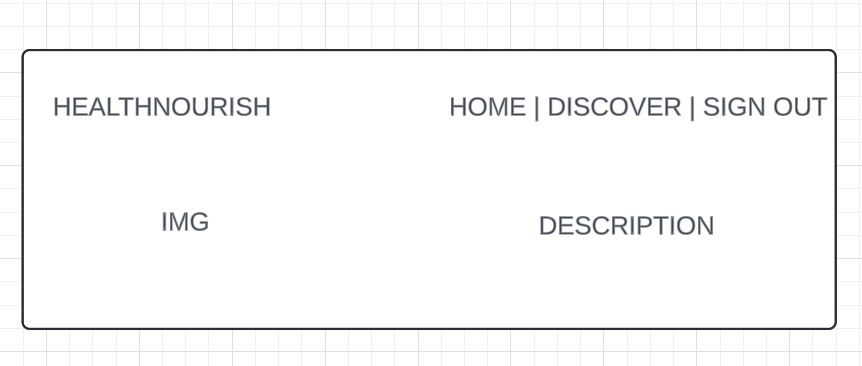 HEALTHNOURISH
HOME | DISCOVER | SIGN OUT
IMG
DESCRIPTION